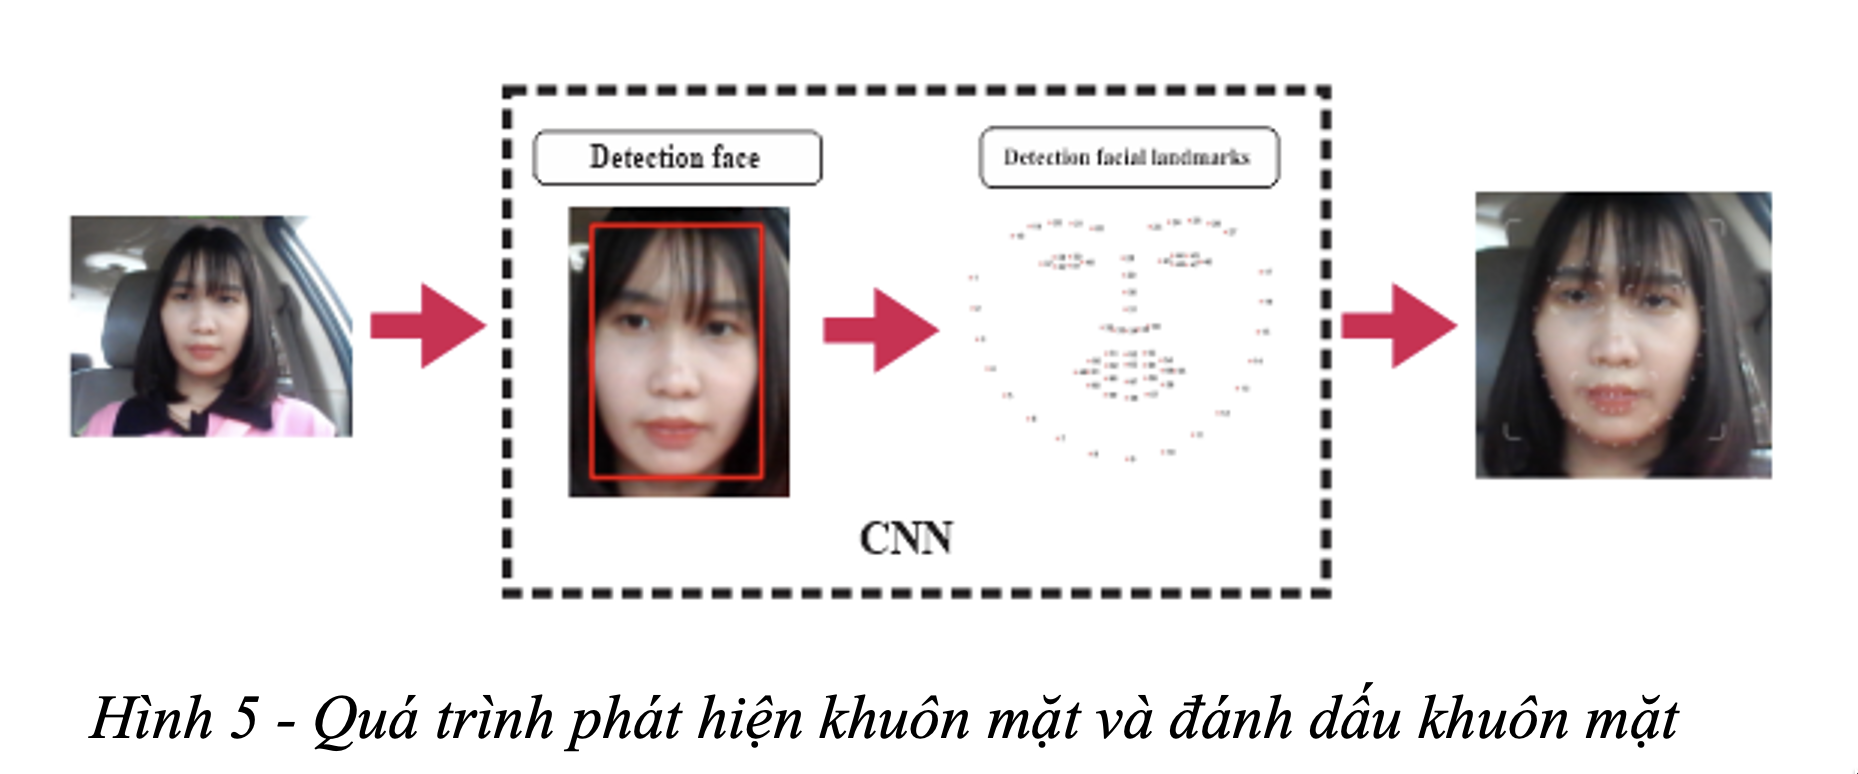 Detection face
Detection facial landmarks
CNN
Hình 5 - Quá trình phát hiện khuôn mặt và đánh dấu khuôn mặt